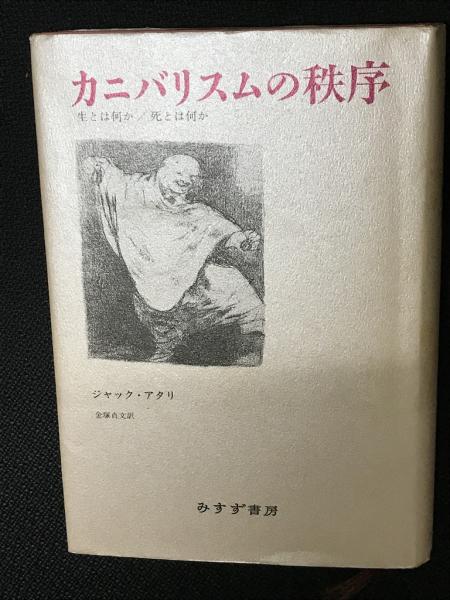 カニバリスムの秩序
生とは何か/死とは何か
ジャック・アタリ
金塚貞文訳
みすず書房